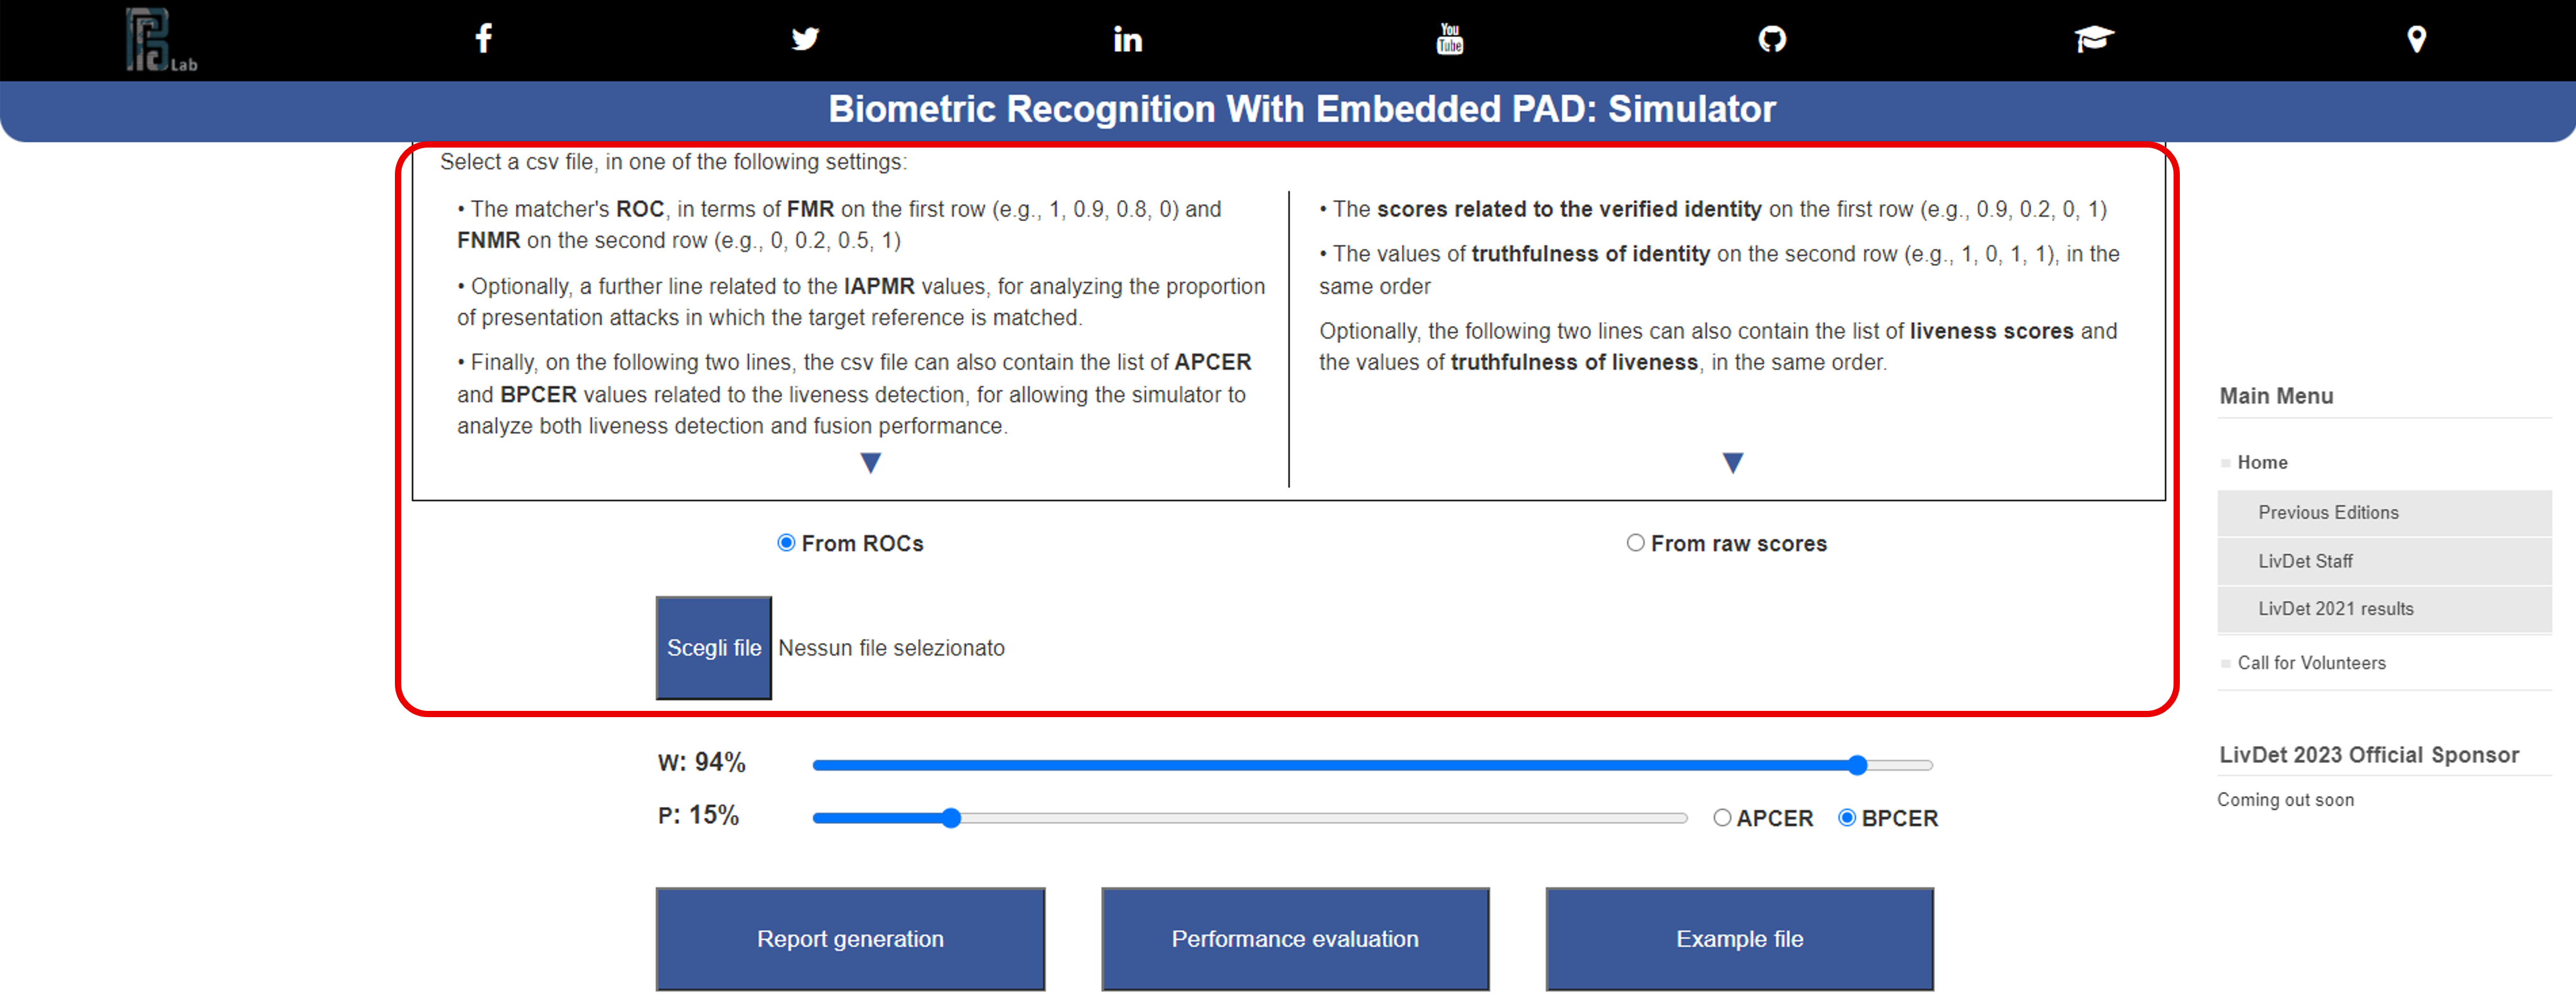 Lab
You
Tube
Biometric Recognition With Embedded PAD: Simulator
Select a csv file, in one of the following settings:
• The matcher's ROC, in terms of FMR on the first row (e.g., 1, 0.9, 0.8, 0) and
FNMR on the second row (e.g., 0, 0.2, 0.5, 1)
• Optionally, a further line related to the IAPMR values, for analyzing the proportion
of presentation attacks in which the target reference is matched.
• Finally, on the following two lines, the csv file can also contain the list of APCER
and BPCER values related to the liveness detection, for allowing the simulator to
analyze both liveness detection and fusion performance.
• The scores related to the verified identity on the first row (e.g., 0.9, 0.2, 0, 1)
• The values of truthfulness of identity on the second row (e.g., 1, 0, 1, 1), in the
same order
Optionally, the following two lines can also contain the list of liveness scores and
the values of truthfulness of liveness, in the same order.
From ROCs
From raw scores
Scegli file Nessun file selezionato
W: 94%
P: 15%
APCER BPCER
Report generation
Performance evaluation
Example file
Main Menu
Home
Previous Editions
LivDet Staff
LivDet 2021 results
Call for Volunteers
LivDet 2023 Official Sponsor
Coming out soon